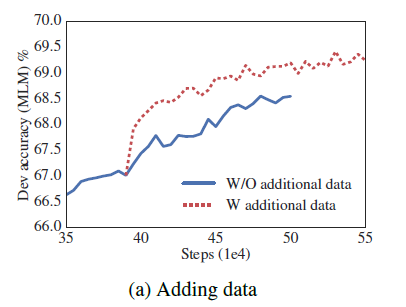 70.0
69.5
69.0
68.5
68.0
67.5
67.0
66.5
66.0
Dev accuracy (MLM) %
W/O additional data
W additional data
35 40 45 50 55
Steps (1e4)
(a) Adding data